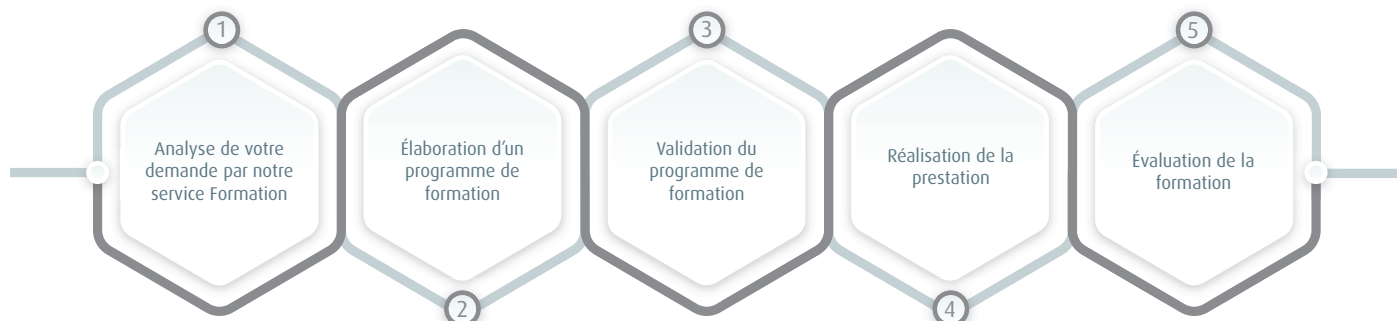 1
Analyse de votre
demande par notre
service Formation
2
Élaboration d’un
programme de
formation
3
Validation du
programme de
formation
4
Réalisation de la
prestation
5
Évaluation de la
formation